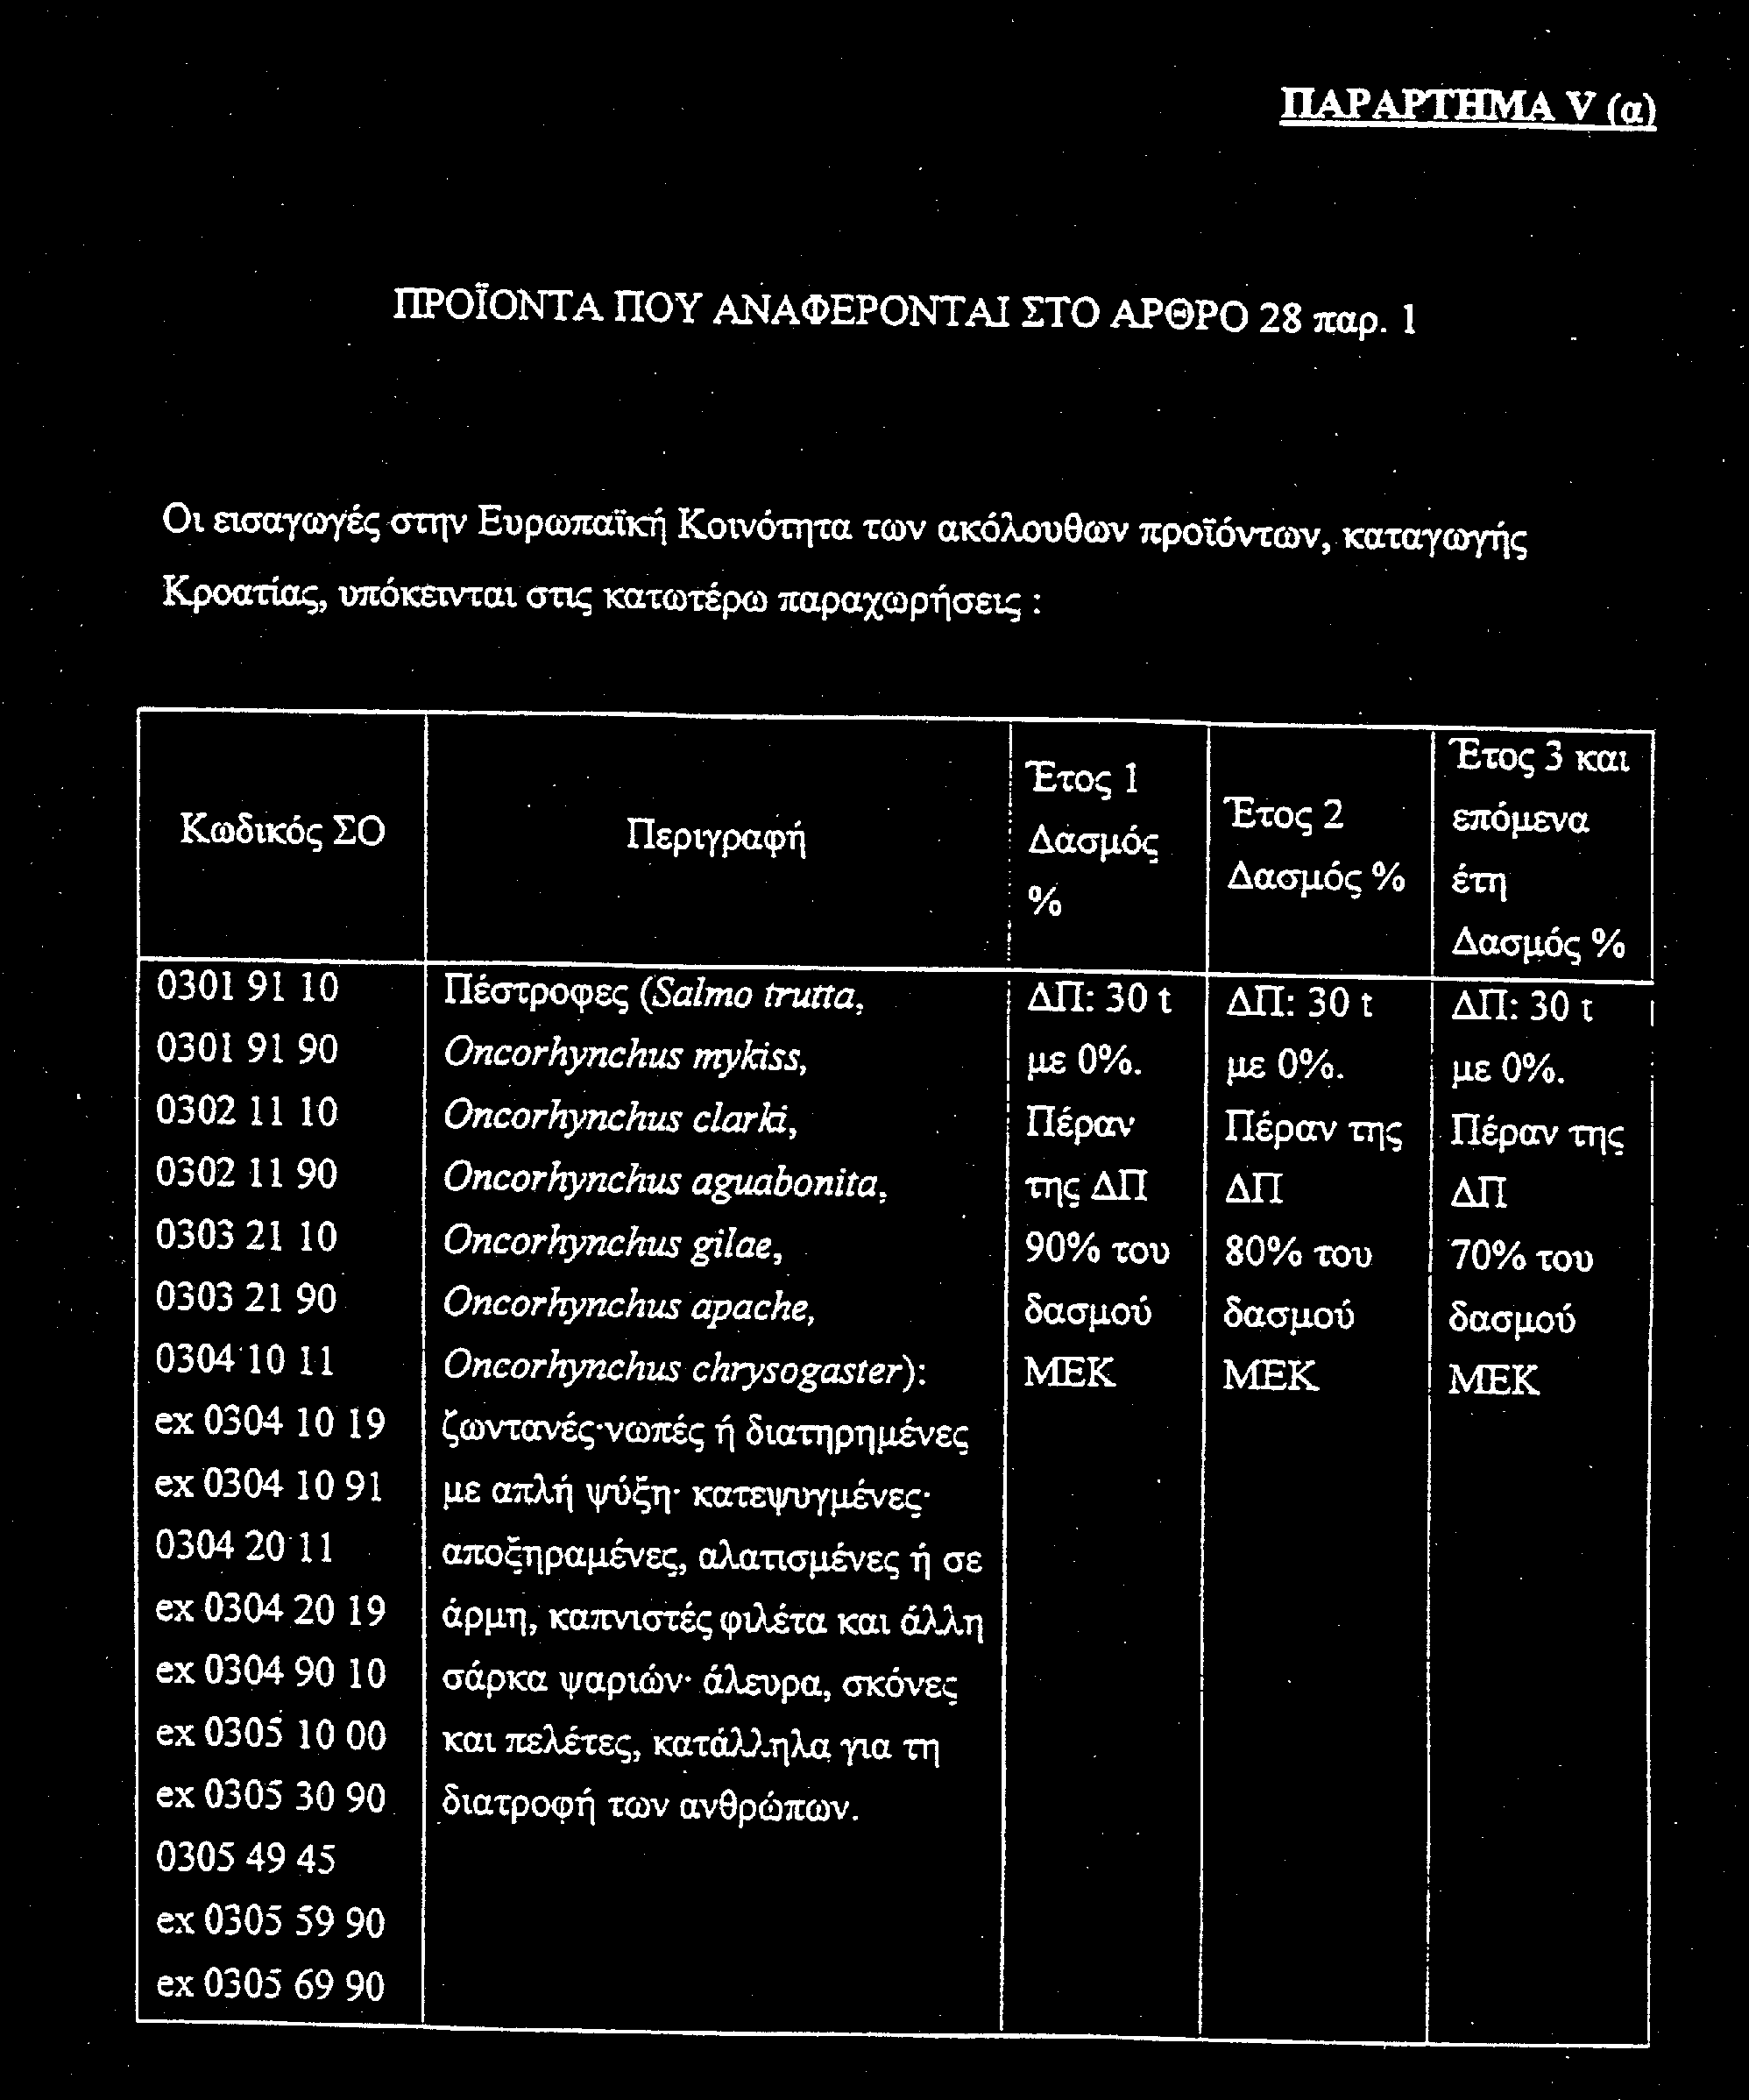 ΠΑΡΑΡΤΗΜΑ V (α)
ΠΡΟΪΟΝΤΑ ΠΟΥ ΑΝΑΦΕΡΟΝΤΑΙ ΣΤΟ ΑΡΘΡΟ 28 παρ. 1
Οι εισαγωγές στην Ευρωπαϊκή Κοινότητα των ακόλουθων προϊόντων, καταγωγής
Κροατίας, υπόκεινται στις κατωτέρω παραχωρήσεις :
Κωδικός ΣΟ
Περιγραφή
Έτος 1
Δασμός
%
Έτος 2
Δασμός %
Έτος 3 και
επόμενα
έτη
Δασμός %
0301 91 10
0301 91 90
0302 11 10
0302 11 90
0303 21 10
0303 21 90
0304 10 11
ex 0304 10 19
ex 0304 10 91
0304 20 11
ex 0304 20 19
ex 0304 90 10
ex 0305 10 00
ex 0305 30 90
0305 49 45
ex 0305 59 90
ex 0305 69 90
Πέστροφες (Salmo trutta,
Oncorhynchus mykiss,
Oncorhynchus clarki,
Oncorhynchus aguabonita,
Oncorhynchus gilae,
Oncorhynchus apache,
Oncorhynchus chrysogaster):
ζωντανές·νωπές ή διατηρημένες
με απλή ψύξη· κατεψυγμένες·
αποξηραμένες, αλατισμένες ή σε
άρμη, καπνιστές φιλέτα και άλλη
σάρκα ψαριών· άλευρα, σκόνες
και πελέτες, κατάλληλα για τη
διατροφή των ανθρώπων.
ΔΠ: 30 t
με 0%.
Πέραν
της ΔΠ
90% του
δασμού
ΜΕΚ
ΔΠ: 30 t
με 0%.
Πέραν της
ΔΠ
80% του
δασμού
ΜΕΚ
ΔΠ: 30 t
με 0%.
Πέραν της
ΔΠ
70% του
δασμού
ΜΕΚ